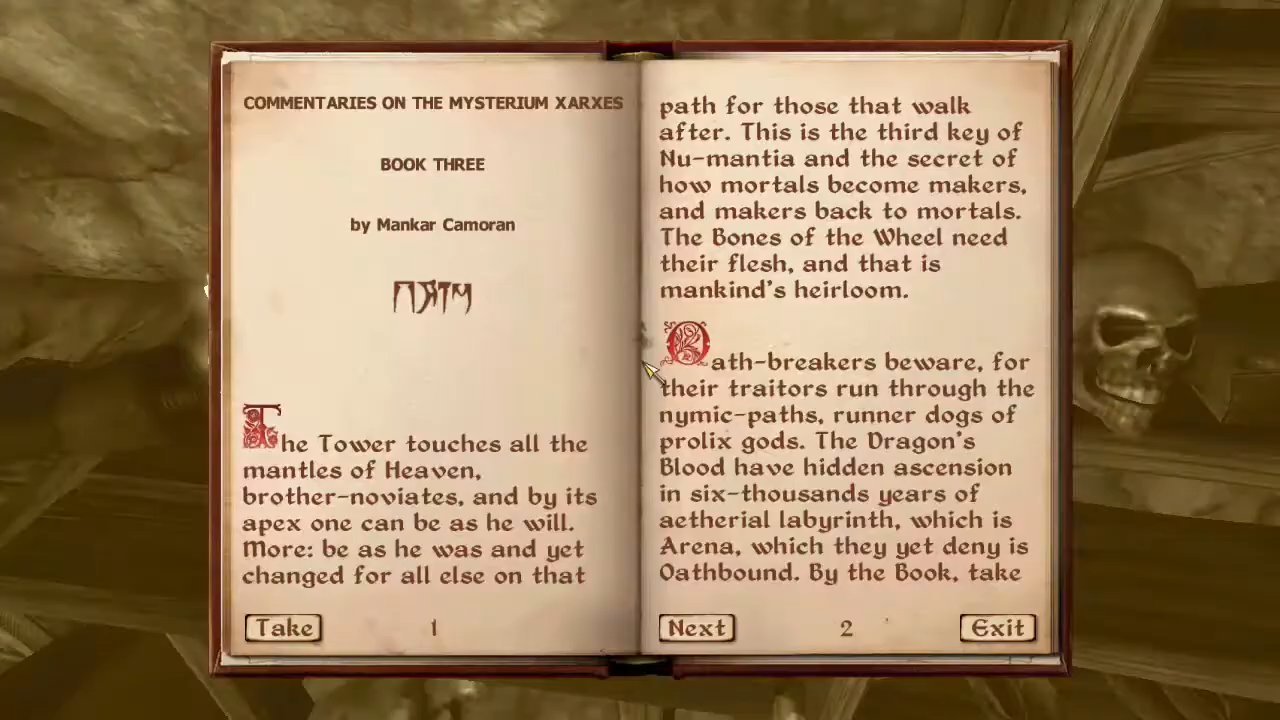 COMMENTARIES ON THE MYSTERIUM XARXES
BOOK THREE
by Mankar Camoran
The Tower touches all the
mantles of Heaven,
brother-noviates, and by its
apex one can be as he will.
More: be as he was and yet
changed for all else on that
Take
1
path for those that walk
after. This is the third key of
Nu-mantia and the secret of
how mortals become makers,
and makers back to mortals.
The Bones of the Wheel need
their flesh, and that is
mankind's heirloom.
Oath-breakers beware, for
their traitors run through the
nymic-paths, runner dogs of
prolix gods. The Dragon's
Blood have hidden ascension
in six-thousands years of
aetherial labyrinth, which is
Arena, which they yet deny is
Oathbound. By the Book, take
Next
2
Exit